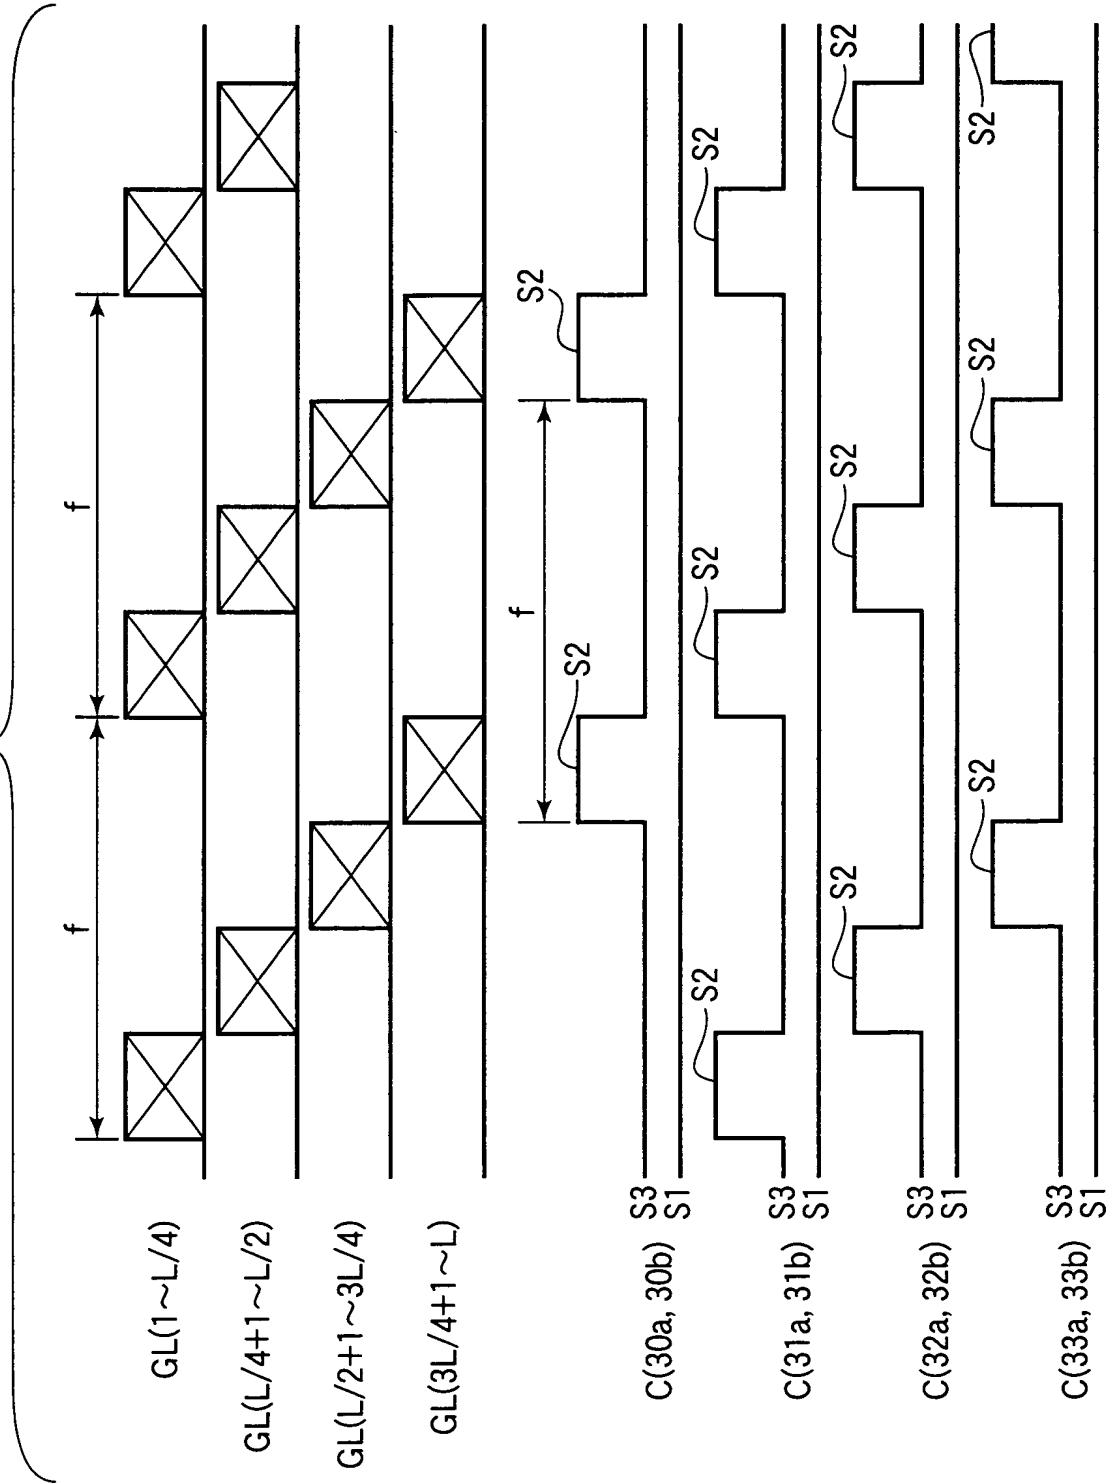 GL(1~L/4)
f
f
GL(L/4+1~L/2)
GL(L/2+1~3L/4)
GL(3L/4+1~L)
f
C(30a, 30b)
S3
S1
S2
S2
C(31a, 31b)
S3
S1
S2
S2
S2
C(32a, 32b)
S3
S1
S2
S2
S2
C(33a, 33b)
S3
S1
S2
S2
S2